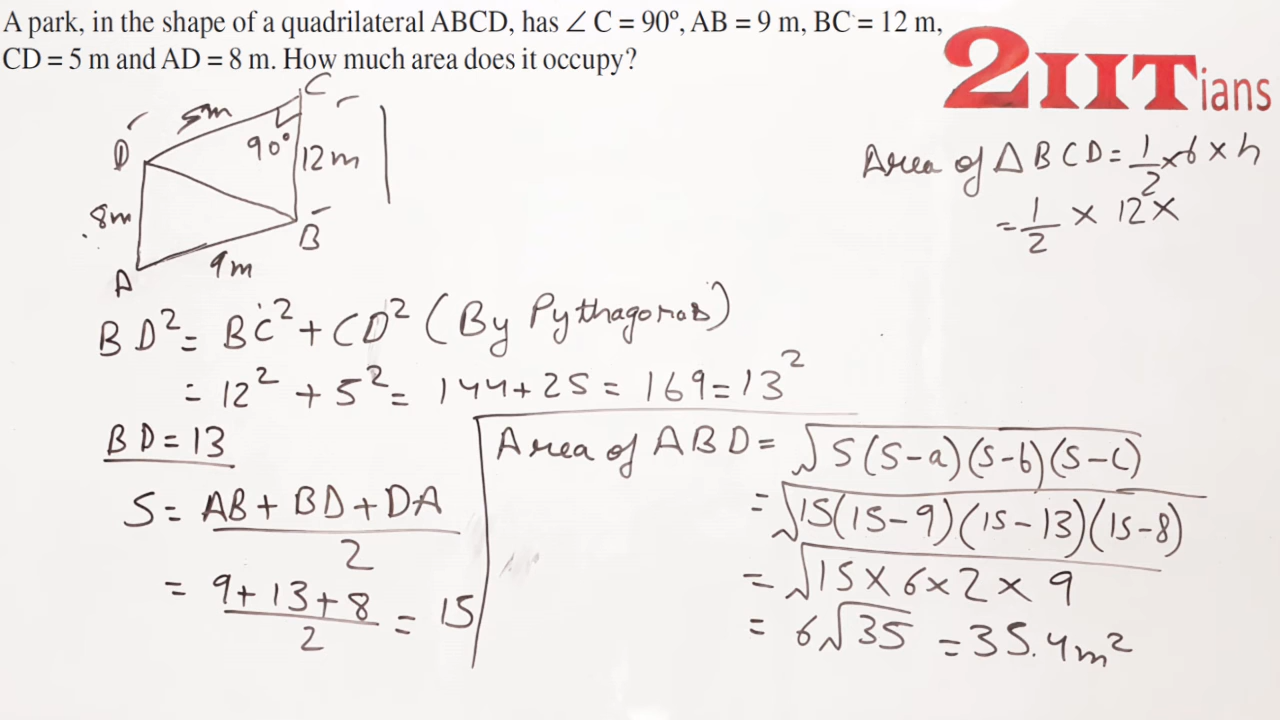 A park, in the shape of a quadrilateral ABCD, has ∠ C = 90º, AB = 9 m, BC = 12 m,
CD = 5 m and AD = 8 m. How much area does it occupy?
2IITians
C
5m
D
90°
12m
8m
B
9m
A
Area of △ BCD = 1/2 × b × h
= 1/2 × 12 ×
BD² = BC² + CD² (By Pythagoras)
= 12² + 5² = 144 + 25 = 169 = 13²
BD = 13
S = AB + BD + DA / 2
= 9 + 13 + 8 / 2 = 15
Area of ABD = √S(S-a)(S-b)(S-c)
= √15(15-9)(15-13)(15-8)
= √15 × 6 × 2 × 9
= 6√35 = 35.4m²